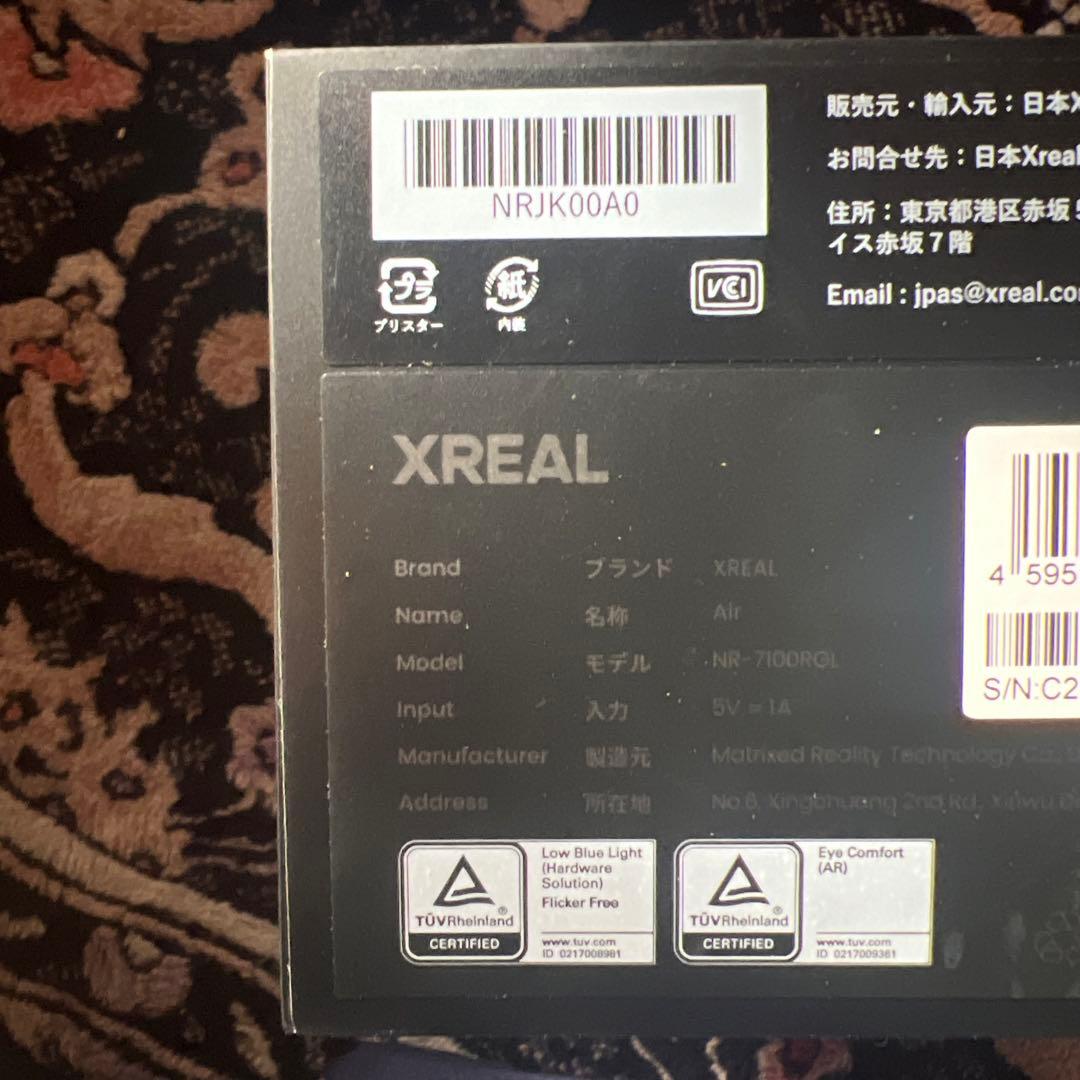 NRJK00A0
プラ
ブリスター
紙
内装
VCI
販売元・輸入元：日本X
お問合せ先：日本Xreal
住所：東京都港区赤坂
イス赤坂7階
Email : jpas@xreal.co
XREAL
Brand ブランド XREAL
Name 名称 Air
Model モデル NR-7100RGL
Input 入力 5V = 1A
Manufacturer 製造元 Matrixed Reality Technology Co.,
Address 所在地 No.6, Xingchuang 2nd Rd., Xinwu
4 595
S/N:C2
TÜVRheinland
CERTIFIED
Low Blue Light
(Hardware
Solution)
Flicker Free
www.tuv.com
ID 0217008981
TÜVRheinland
CERTIFIED
Eye Comfort
(AR)
www.tuv.com
ID 0217009361